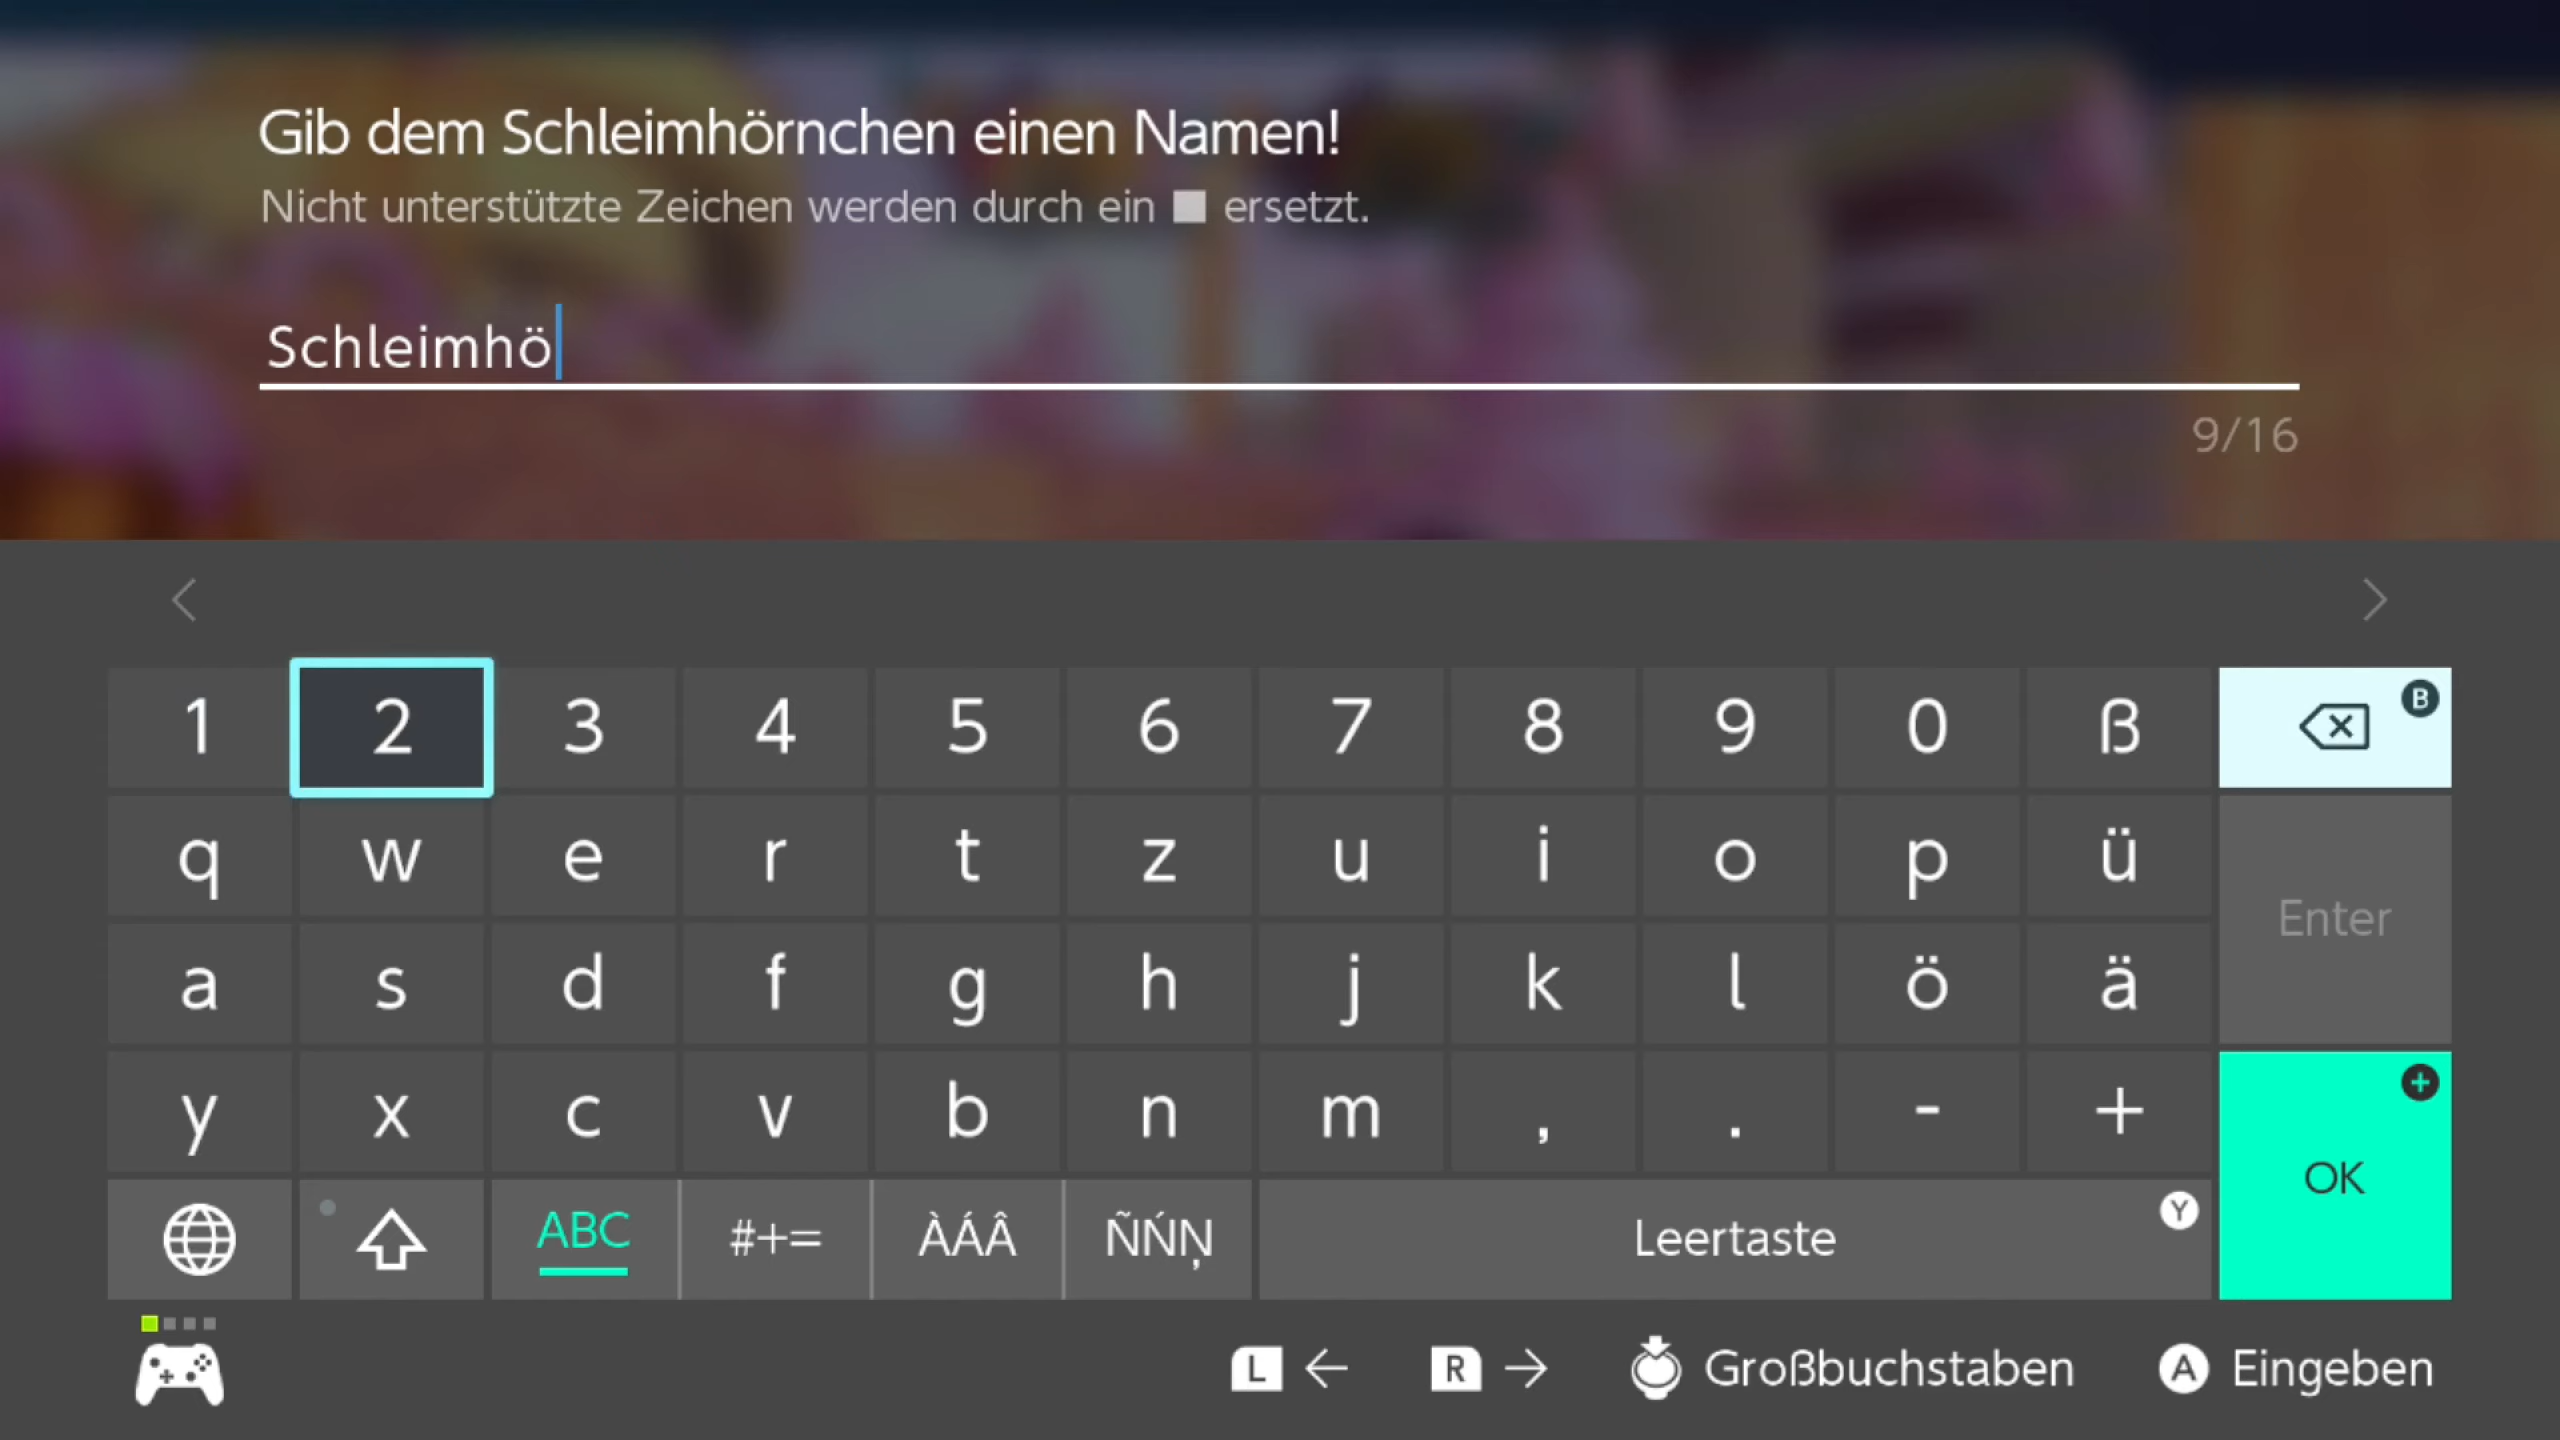 Gib dem Schleimhörnchen einen Namen!
Nicht unterstützte Zeichen werden durch ein ■ ersetzt.
Schleimhö
9/16
1 2 3 4 5 6 7 8 9 0 ß B
q w e r t z u i o p ü
Enter
a s d f g h j k l ö ä
y x c v b n m , . - +
ABC #+= ÀÁÂ ÑŃŅ Leertaste Y OK
L ← R → Großbuchstaben A Eingeben